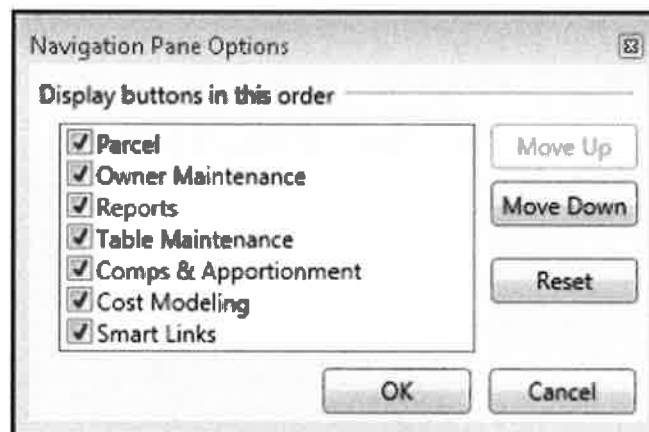 Navigation Pane Options
Display buttons in this order
Parcel
Owner Maintenance
Reports
Table Maintenance
Comps & Apportionment
Cost Modeling
Smart Links
Move Up
Move Down
Reset
OK
Cancel